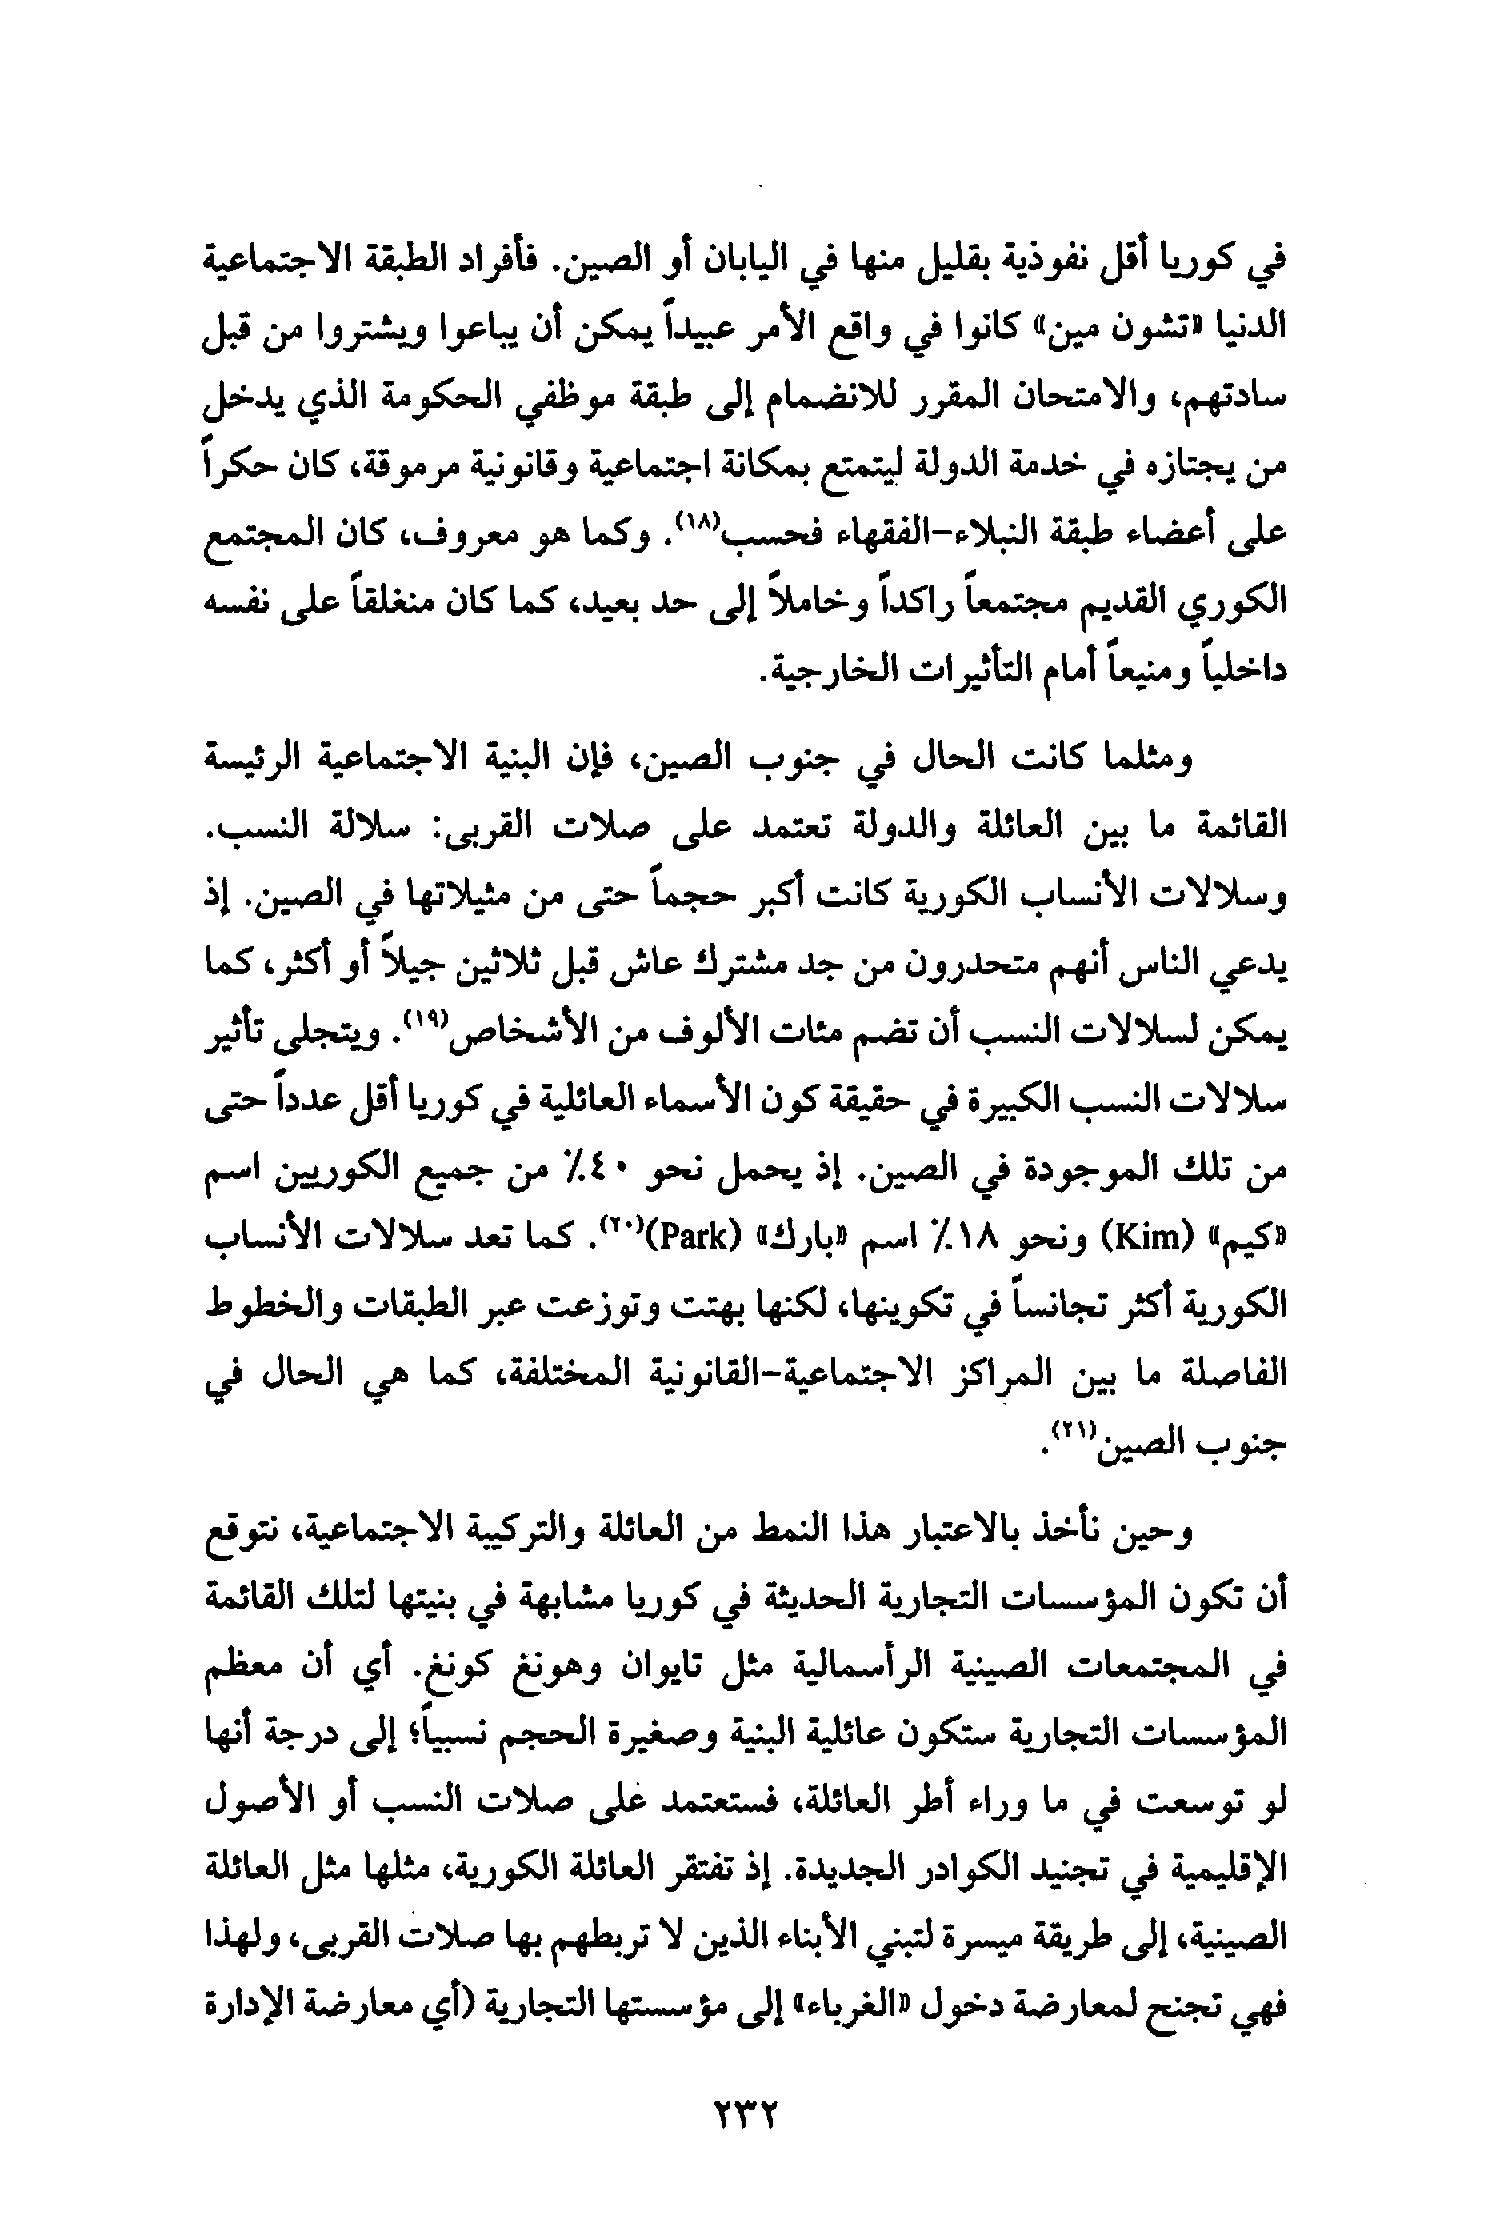 في كوريا أقل نفوذية بقليل منها في اليابان أو الصين. فأفراد الطبقة الاجتماعية
الدنيا «تشون مين» كانوا في واقع الأمر عبيداً يمكن أن يباعوا ويشتروا من قبل
سادتهم، والامتحان المقرر للانضمام إلى طبقة موظفي الحكومة الذي يدخل
من يجتازه في خدمة الدولة ليتمتع بمكانة اجتماعية وقانونية مرموقة، كان حكراً
على أعضاء طبقة النبلاء-الفقهاء فحسب(١٨). وكما هو معروف، كان المجتمع
الكوري القديم مجتمعاً راكداً وخاملاً إلى حد بعيد، كما كان منغلقاً على نفسه
داخلياً ومنيعاً أمام التأثيرات الخارجية.
ومثلما كانت الحال في جنوب الصين، فإن البنية الاجتماعية الرئيسة
القائمة ما بين العائلة والدولة تعتمد على صلات القربى: سلالة النسب.
وسلالات الأنساب الكورية كانت أكبر حجماً حتى من مثيلاتها في الصين. إذ
يدعي الناس أنهم متحدرون من جد مشترك عاش قبل ثلاثين جيلاً أو أكثر، كما
يمكن لسلالات النسب أن تضم مئات الألوف من الأشخاص(١٩). ويتجلى تأثير
سلالات النسب الكبيرة في حقيقة كون الأسماء العائلية في كوريا أقل عدداً حتى
من تلك الموجودة في الصين. إذ يحمل نحو ٤٠٪ من جميع الكوريين اسم
«كيم» (Kim) ونحو ١٨٪ اسم «بارك» (Park)(٢٠). كما تعد سلالات الأنساب
الكورية أكثر تجانساً في تكوينها، لكنها بهتت وتوزعت عبر الطبقات والخطوط
الفاصلة ما بين المراكز الاجتماعية-القانونية المختلفة، كما هي الحال في
جنوب الصين(٢١).
وحين نأخذ بالاعتبار هذا النمط من العائلة والتركيبة الاجتماعية، نتوقع
أن تكون المؤسسات التجارية الحديثة في كوريا مشابهة في بنيتها لتلك القائمة
في المجتمعات الصينية الرأسمالية مثل تايوان وهونغ كونغ. أي أن معظم
المؤسسات التجارية ستكون عائلية البنية وصغيرة الحجم نسبياً؛ إلى درجة أنها
لو توسعت في ما وراء أطر العائلة، فستعتمد على صلات النسب أو الأصول
الإقليمية في تجنيد الكوادر الجديدة. إذ تفتقر العائلة الكورية، مثلها مثل العائلة
الصينية، إلى طريقة ميسرة لتبني الأبناء الذين لا تربطهم بها صلات القربى، ولهذا
فهي تجنح لمعارضة دخول «الغرباء» إلى مؤسستها التجارية (أي معارضة الإدارة
٢٣٢